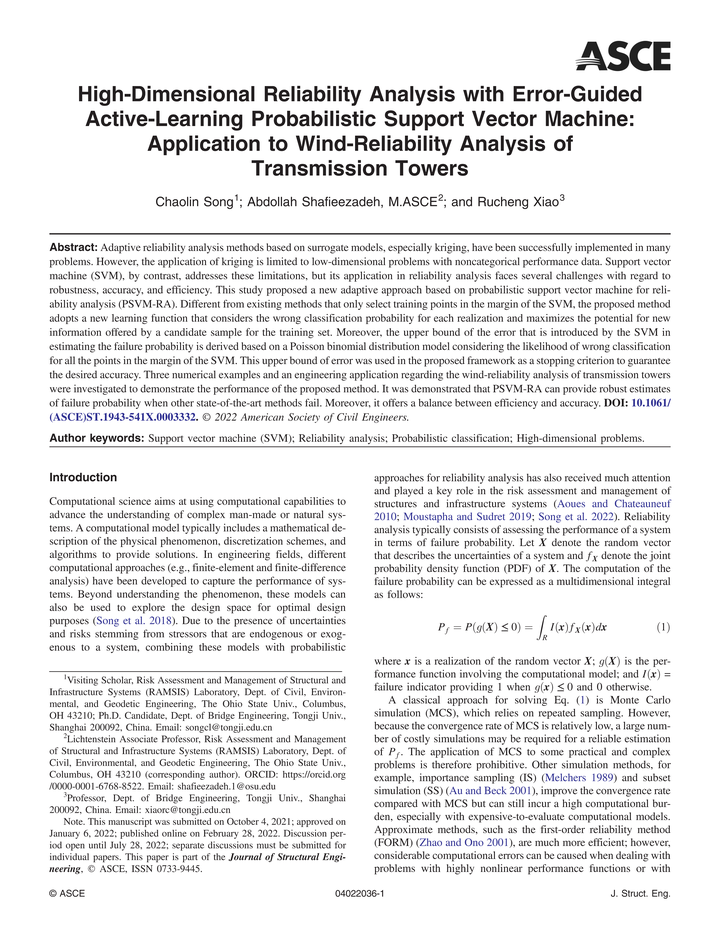 ASCE
High-Dimensional Reliability Analysis with Error-Guided
Active-Learning Probabilistic Support Vector Machine:
Application to Wind-Reliability Analysis of
Transmission Towers
Chaolin Song1; Abdollah Shafieezadeh, M.ASCE2; and Rucheng Xiao3
Abstract: Adaptive reliability analysis methods based on surrogate models, especially kriging, have been successfully implemented in many
problems. However, the application of kriging is limited to low-dimensional problems with noncategorical performance data. Support vector
machine (SVM), by contrast, addresses these limitations, but its application in reliability analysis faces several challenges with regard to
robustness, accuracy, and efficiency. This study proposed a new adaptive approach based on probabilistic support vector machine for reli-
ability analysis (PSVM-RA). Different from existing methods that only select training points in the margin of the SVM, the proposed method
adopts a new learning function that considers the wrong classification probability for each realization and maximizes the potential for new
information offered by a candidate sample for the training set. Moreover, the upper bound of the error that is introduced by the SVM in
estimating the failure probability is derived based on a Poisson binomial distribution model considering the likelihood of wrong classification
for all the points in the margin of the SVM. This upper bound of error was used in the proposed framework as a stopping criterion to guarantee
the desired accuracy. Three numerical examples and an engineering application regarding the wind-reliability analysis of transmission towers
were investigated to demonstrate the performance of the proposed method. It was demonstrated that PSVM-RA can provide robust estimates
of failure probability when other state-of-the-art methods fail. Moreover, it offers a balance between efficiency and accuracy. DOI: 10.1061/
(ASCE)ST.1943-541X.0003332. © 2022 American Society of Civil Engineers.
Author keywords: Support vector machine (SVM); Reliability analysis; Probabilistic classification; High-dimensional problems.
Introduction
Computational science aims at using computational capabilities to
advance the understanding of complex man-made or natural sys-
tems. A computational model typically includes a mathematical de-
scription of the physical phenomenon, discretization schemes, and
algorithms to provide solutions. In engineering fields, different
computational approaches (e.g., finite-element and finite-difference
analysis) have been developed to capture the performance of sys-
tems. Beyond understanding the phenomenon, these models can
also be used to explore the design space for optimal design
purposes (Song et al. 2018). Due to the presence of uncertainties
and risks stemming from stressors that are endogenous or exog-
enous to a system, combining these models with probabilistic
1Visiting Scholar, Risk Assessment and Management of Structural and
Infrastructure Systems (RAMSIS) Laboratory, Dept. of Civil, Environ-
mental, and Geodetic Engineering, The Ohio State Univ., Columbus,
OH 43210; Ph.D. Candidate, Dept. of Bridge Engineering, Tongji Univ.,
Shanghai 200092, China. Email: songcl@tongji.edu.cn
2Lichtenstein Associate Professor, Risk Assessment and Management
of Structural and Infrastructure Systems (RAMSIS) Laboratory, Dept. of
Civil, Environmental, and Geodetic Engineering, The Ohio State Univ.,
Columbus, OH 43210 (corresponding author). ORCID: https://orcid.org
/0000-0001-6768-8522. Email: shafieezadeh.1@osu.edu
3Professor, Dept. of Bridge Engineering, Tongji Univ., Shanghai
200092, China. Email: xiaorc@tongji.edu.cn
Note. This manuscript was submitted on October 4, 2021; approved on
January 6, 2022; published online on February 28, 2022. Discussion per-
iod open until July 28, 2022; separate discussions must be submitted for
individual papers. This paper is part of the Journal of Structural Engi-
neering, © ASCE, ISSN 0733-9445.
approaches for reliability analysis has also received much attention
and played a key role in the risk assessment and management of
structures and infrastructure systems (Aoues and Chateauneuf
2010; Moustapha and Sudret 2019; Song et al. 2022). Reliability
analysis typically consists of assessing the performance of a system
in terms of failure probability. Let X denote the random vector
that describes the uncertainties of a system and fX denote the joint
probability density function (PDF) of X. The computation of the
failure probability can be expressed as a multidimensional integral
as follows:
Pf = P(g(X) ≤ 0) = ∫R I(x)fX(x)dx (1)
where x is a realization of the random vector X; g(X) is the per-
formance function involving the computational model; and I(x) =
failure indicator providing 1 when g(x) ≤ 0 and 0 otherwise.
A classical approach for solving Eq. (1) is Monte Carlo
simulation (MCS), which relies on repeated sampling. However,
because the convergence rate of MCS is relatively low, a large num-
ber of costly simulations may be required for a reliable estimation
of Pf. The application of MCS to some practical and complex
problems is therefore prohibitive. Other simulation methods, for
example, importance sampling (IS) (Melchers 1989) and subset
simulation (SS) (Au and Beck 2001), improve the convergence rate
compared with MCS but can still incur a high computational bur-
den, especially with expensive-to-evaluate computational models.
Approximate methods, such as the first-order reliability method
(FORM) (Zhao and Ono 2001), are much more efficient; however,
considerable computational errors can be caused when dealing with
problems with highly nonlinear performance functions or with
© ASCE
04022036-1
J. Struct. Eng.